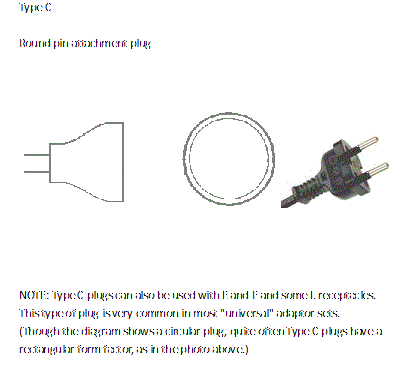 Type C
Round pin attachment plug
NOTE: Type C plugs can also be used with E and F and some L receptacles.
This type of plug is very common in most "universal" adaptor sets.
(Though the diagram shows a circular plug, quite often Type C plugs have a
rectangular form factor, as in the photo above.)